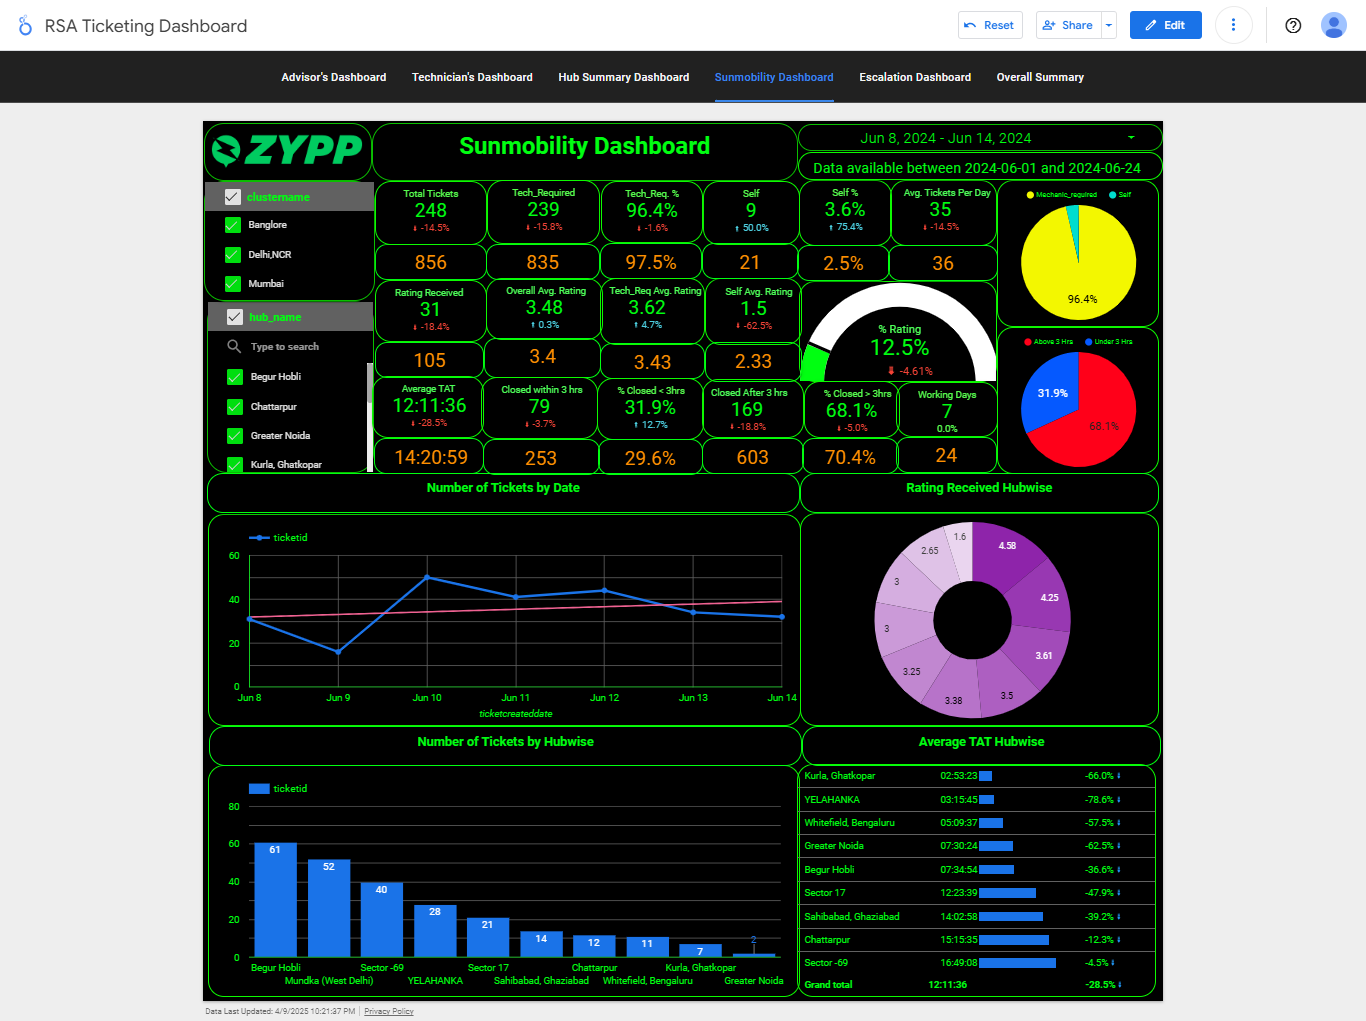 RSA Ticketing Dashboard
Reset
Share
Edit
Advisor's Dashboard
Technician's Dashboard
Hub Summary Dashboard
Sunmobility Dashboard
Escalation Dashboard
Overall Summary
ZYPP
Sunmobility Dashboard
Jun 8, 2024 - Jun 14, 2024
Data available between 2024-06-01 and 2024-06-24
clustername
Banglore
Delhi,NCR
Mumbai
hub_name
Type to search
Begur Hobli
Chattarpur
Greater Noida
Kurla, Ghatkopar
Total Tickets
248
-14.5%
856
Tech_Required
239
-15.8%
835
Tech_Req. %
96.4%
-1.6%
97.5%
Self
9
50.0%
21
Self %
3.6%
75.4%
2.5%
Avg. Tickets Per Day
35
-14.5%
36
Mechanic_required
Self
96.4%
Rating Received
31
-18.4%
105
Overall Avg. Rating
3.48
0.3%
3.4
Tech_Req Avg. Rating
3.62
4.7%
3.43
Self Avg. Rating
1.5
-62.5%
2.33
% Rating
12.5%
-4.61%
Above 3 Hrs
Under 3 Hrs
31.9%
68.1%
Average TAT
12:11:36
-28.5%
14:20:59
Closed within 3 hrs
79
-3.7%
253
% Closed < 3hrs
31.9%
12.7%
29.6%
Closed After 3 hrs
169
-18.8%
603
% Closed > 3hrs
68.1%
-5.0%
70.4%
Working Days
7
0.0%
24
Number of Tickets by Date
ticketid
60
40
20
0
Jun 8
Jun 9
Jun 10
Jun 11
Jun 12
Jun 13
Jun 14
ticketcreateddate
Rating Received Hubwise
4.58
4.25
3.61
3.5
3.38
3.25
3
3
2.65
1.6
Number of Tickets by Hubwise
ticketid
80
60
40
20
0
61
52
40
28
21
14
12
11
7
2
Begur Hobli
Mundka (West Delhi)
Sector -69
YELAHANKA
Sector 17
Sahibabad, Ghaziabad
Chattarpur
Whitefield, Bengaluru
Kurla, Ghatkopar
Greater Noida
Average TAT Hubwise
Kurla, Ghatkopar 02:53:23 -66.0%
YELAHANKA 03:15:45 -78.6%
Whitefield, Bengaluru 05:09:37 -57.5%
Greater Noida 07:30:24 -62.5%
Begur Hobli 07:34:54 -36.6%
Sector 17 12:23:39 -47.9%
Sahibabad, Ghaziabad 14:02:58 -39.2%
Chattarpur 15:15:35 -12.3%
Sector -69 16:49:08 -4.5%
Grand total 12:11:36 -28.5%
Data Last Updated: 4/9/2025 10:21:37 PM
Privacy Policy